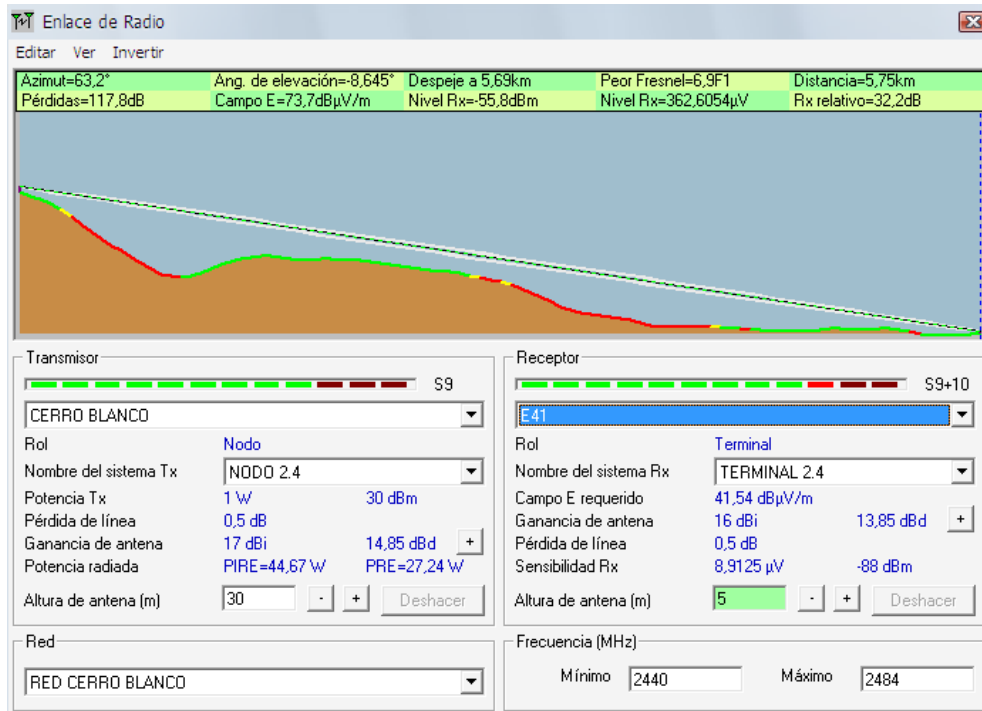 Enlace de Radio
Editar Ver Invertir
Azimut=63,2° Ang. de elevación=-8,645° Despeje a 5,69km Peor Fresnel=6,9F1 Distancia=5,75km
Pérdidas=117,8dB Campo E=73,7dBµV/m Nivel Rx=-55,8dBm Nivel Rx=362,6054µV Rx relativo=32,2dB
Transmisor
S9
CERRO BLANCO
Rol Nodo
Nombre del sistema Tx NODO 2.4
Potencia Tx 1 W 30 dBm
Pérdida de línea 0,5 dB
Ganancia de antena 17 dBi 14,85 dBd +
Potencia radiada PIRE=44,67 W PRE=27,24 W
Altura de antena (m) 30 - + Deshacer
Red
RED CERRO BLANCO
Receptor
S9+10
E41
Rol Terminal
Nombre del sistema Rx TERMINAL 2.4
Campo E requerido 41,54 dBµV/m
Ganancia de antena 16 dBi 13,85 dBd +
Pérdida de línea 0,5 dB
Sensibilidad Rx 8,9125 µV -88 dBm
Altura de antena (m) 5 - + Deshacer
Frecuencia (MHz)
Mínimo 2440 Máximo 2484